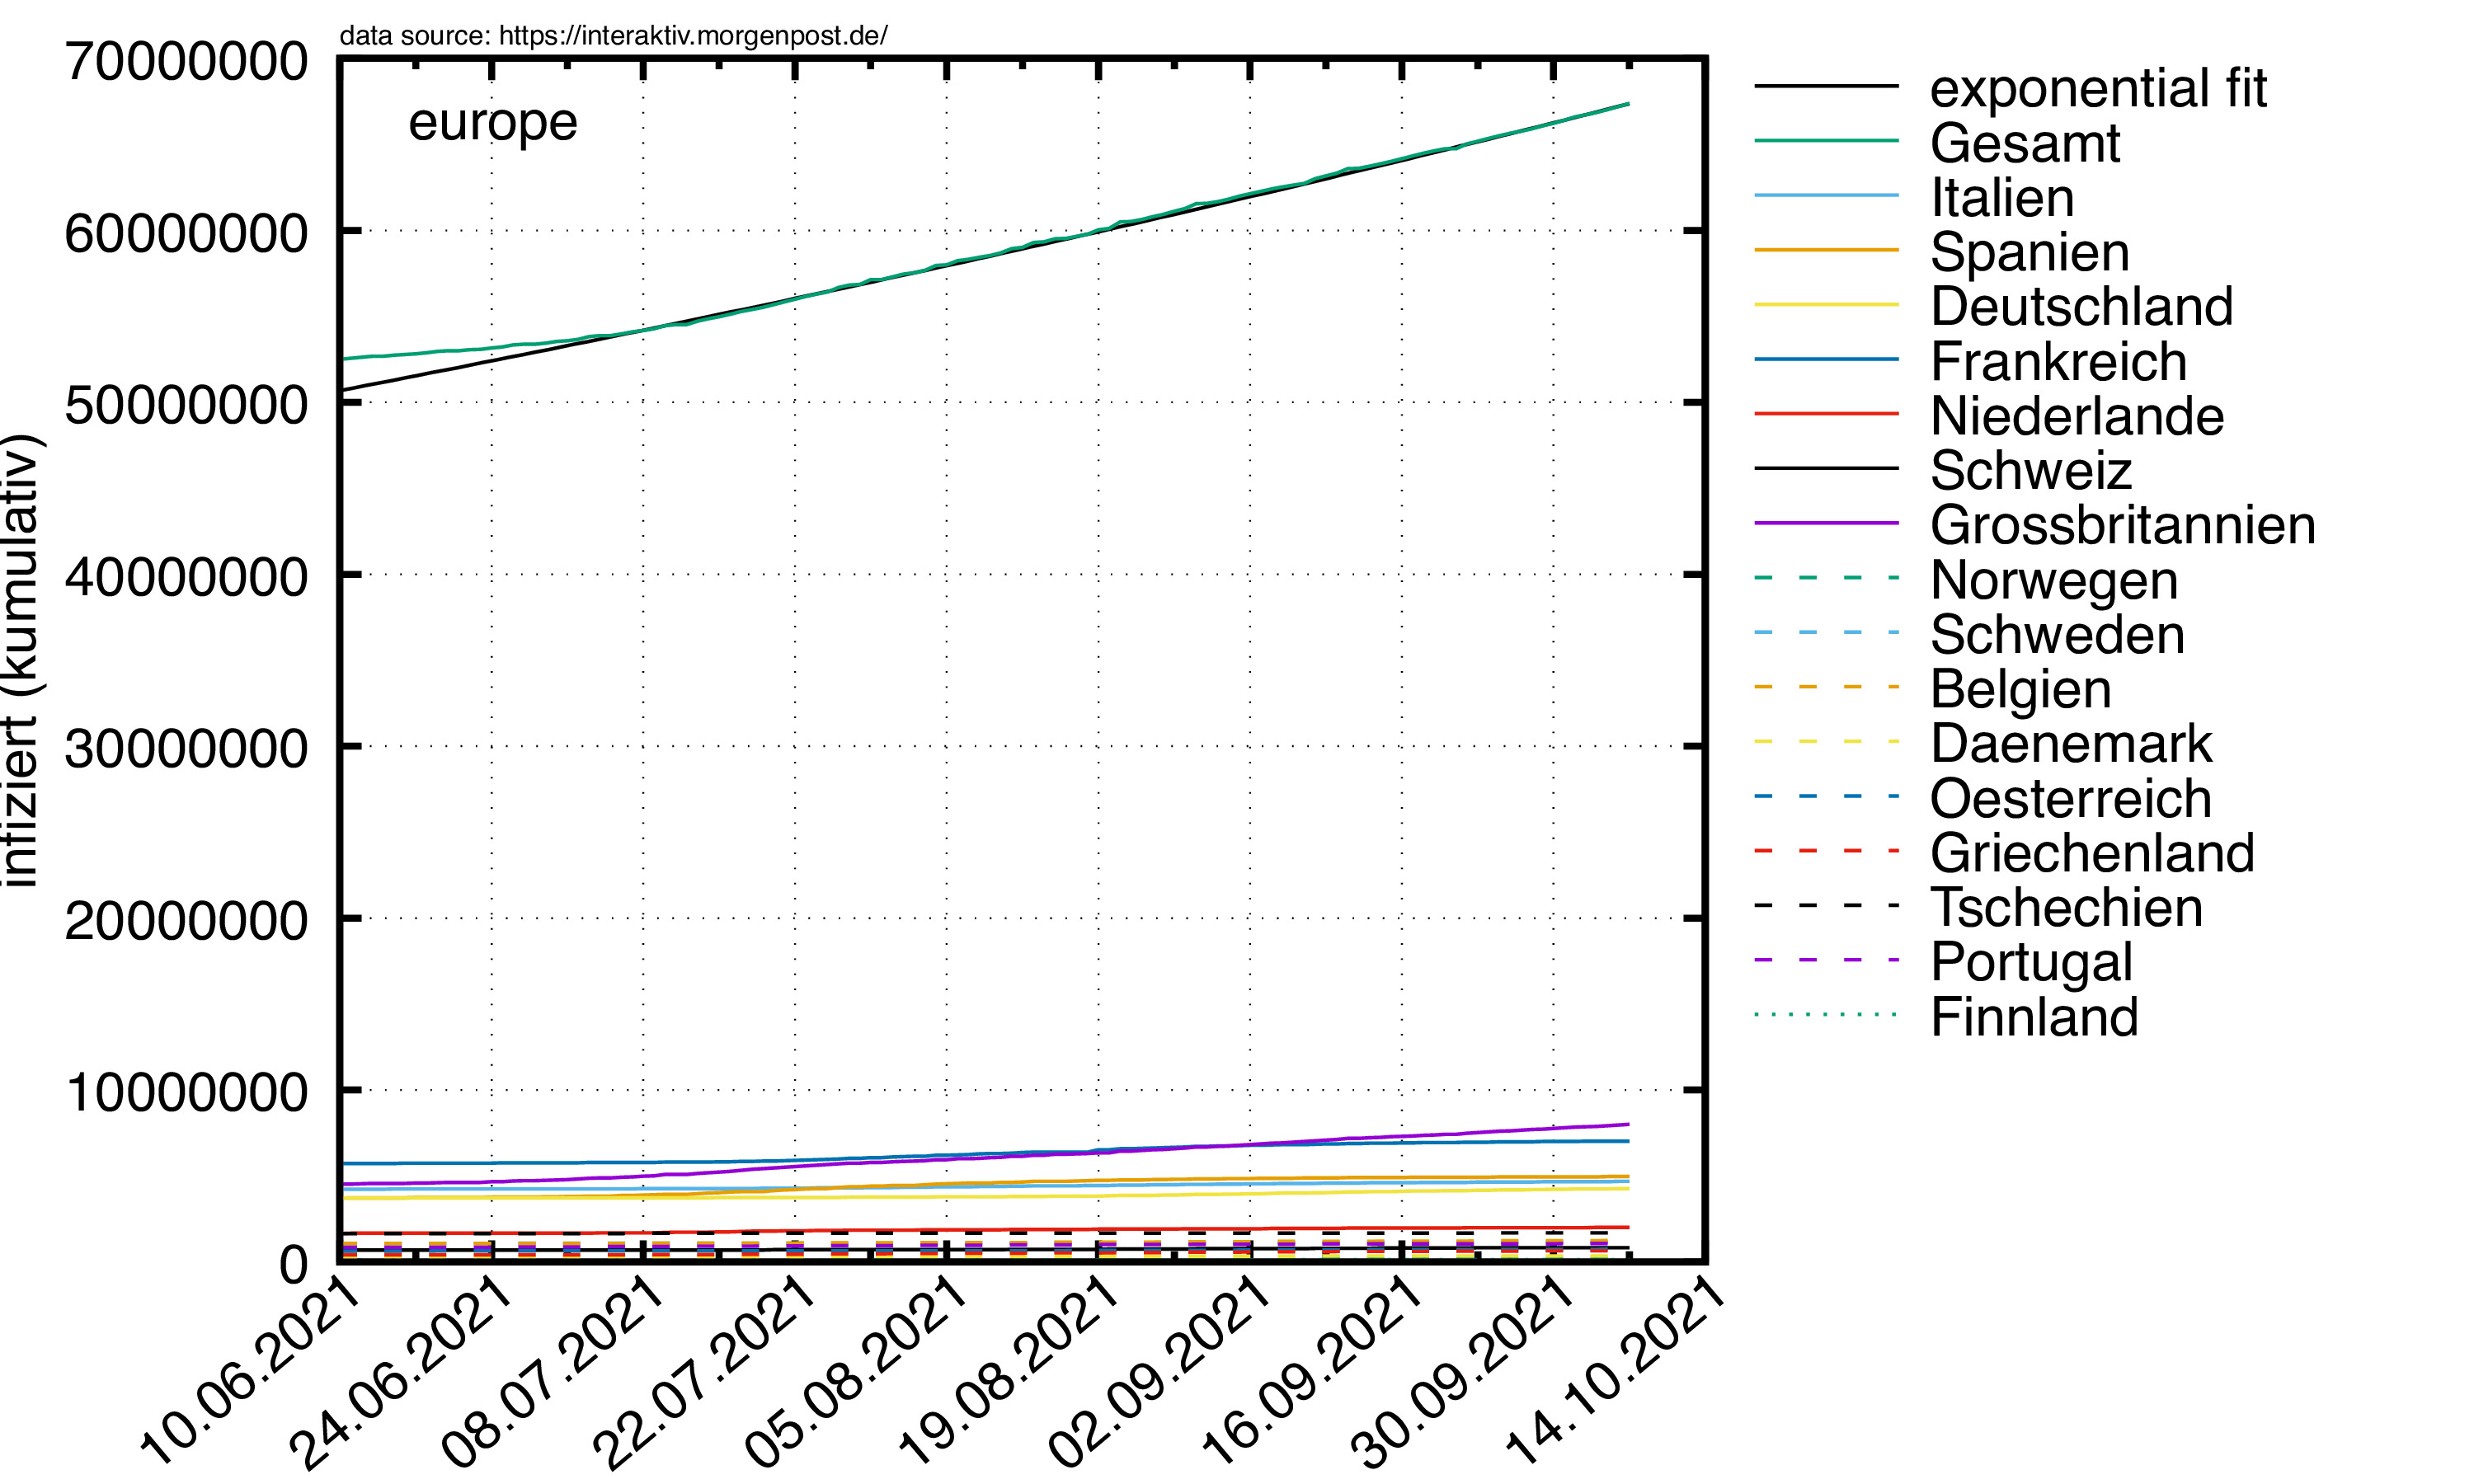 data source: https://interaktiv.morgenpost.de/
europe
infiziert (kumulativ)
70000000
60000000
50000000
40000000
30000000
20000000
10000000
0
10.06.2021
24.06.2021
08.07.2021
22.07.2021
05.08.2021
19.08.2021
02.09.2021
16.09.2021
30.09.2021
14.10.2021
exponential fit
Gesamt
Italien
Spanien
Deutschland
Frankreich
Niederlande
Schweiz
Grossbritannien
Norwegen
Schweden
Belgien
Daenemark
Oesterreich
Griechenland
Tschechien
Portugal
Finnland